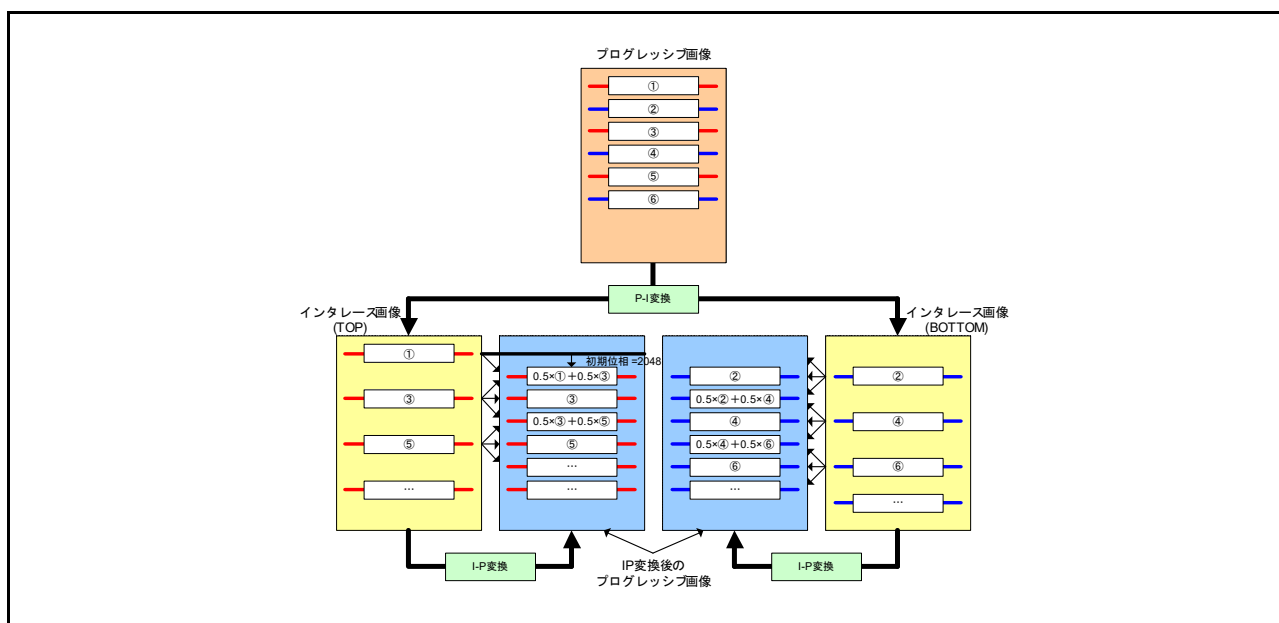 プログレッシブ画像
①
②
③
④
⑤
⑥
P-I変換
インタレース画像
(TOP)
①
③
⑤
…
初期位相 =2048
0.5×①＋0.5×③
③
0.5×③＋0.5×⑤
⑤
…
…
②
0.5×②＋0.5×④
④
0.5×④＋0.5×⑥
⑥
…
インタレース画像
(BOTTOM)
②
④
⑥
…
I-P変換
IP変換後の
プログレッシブ画像
I-P変換